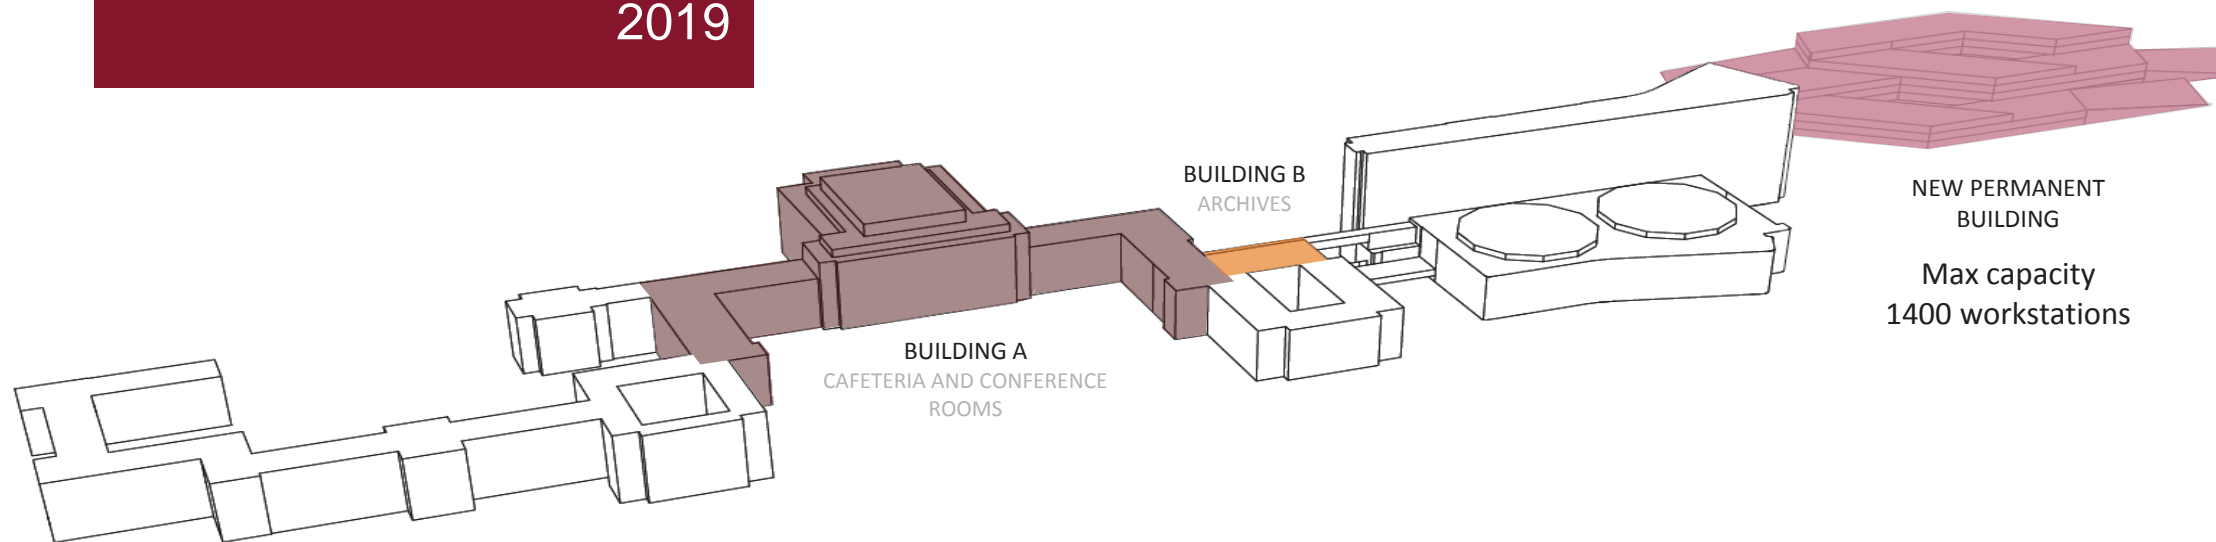 2019
BUILDING B
ARCHIVES
NEW PERMANENT
BUILDING
Max capacity
1400 workstations
BUILDING A
CAFETERIA AND CONFERENCE
ROOMS